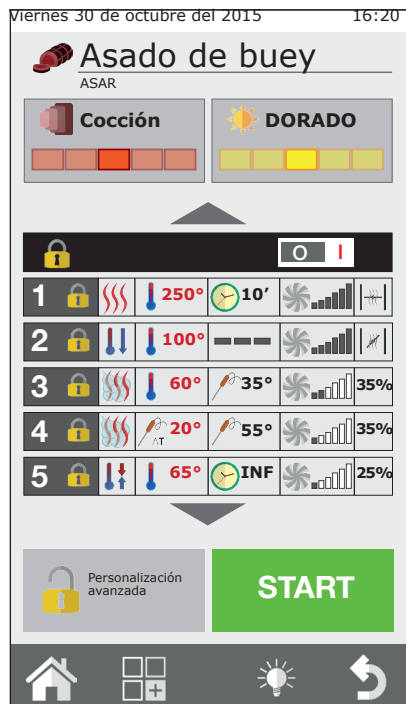 Viernes 30 de octubre del 2015 16:20
Asado de buey
ASAR
Cocción DORADO
O I
1 250° 10’ 
2 100°
3 60° 35° 35%
4 ΔT 20° 55° 35%
5 65° INF 25%
Personalización
avanzada
START